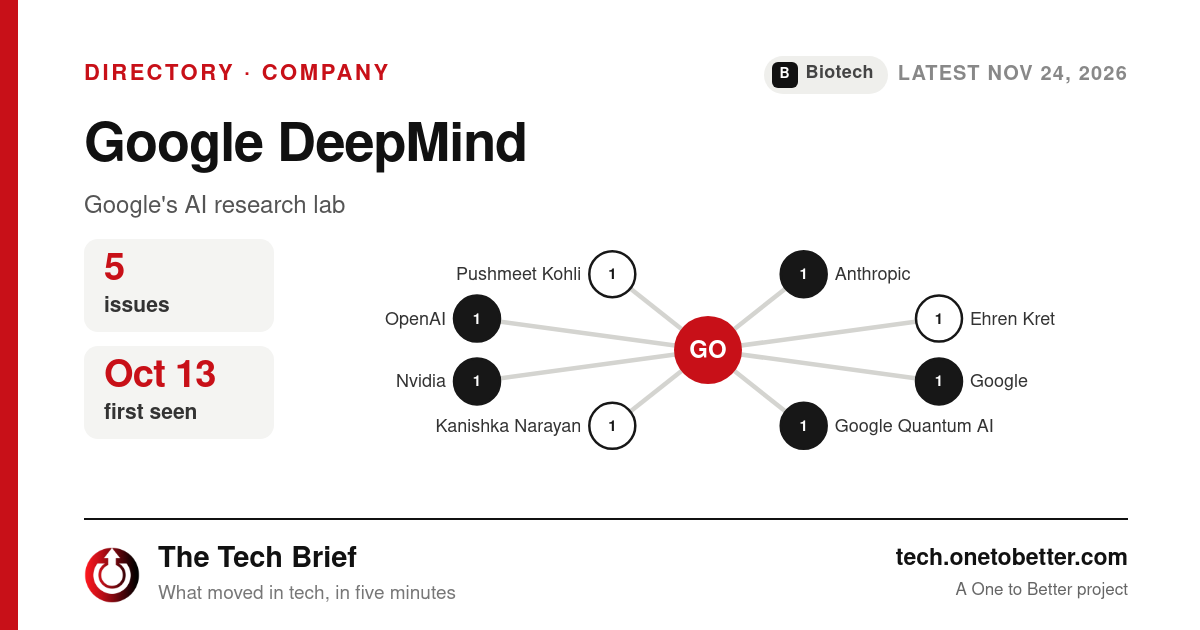 DIRECTORY · COMPANY
B Biotech LATEST NOV 24, 2026
Google DeepMind
Google's AI research lab
5
issues
Oct 13
first seen
Pushmeet Kohli 1
1 Anthropic
OpenAI 1
1 Ehren Kret
GO
Nvidia 1
1 Google
Kanishka Narayan 1
1 Google Quantum AI
The Tech Brief
What moved in tech, in five minutes
tech.onetobetter.com
A One to Better project